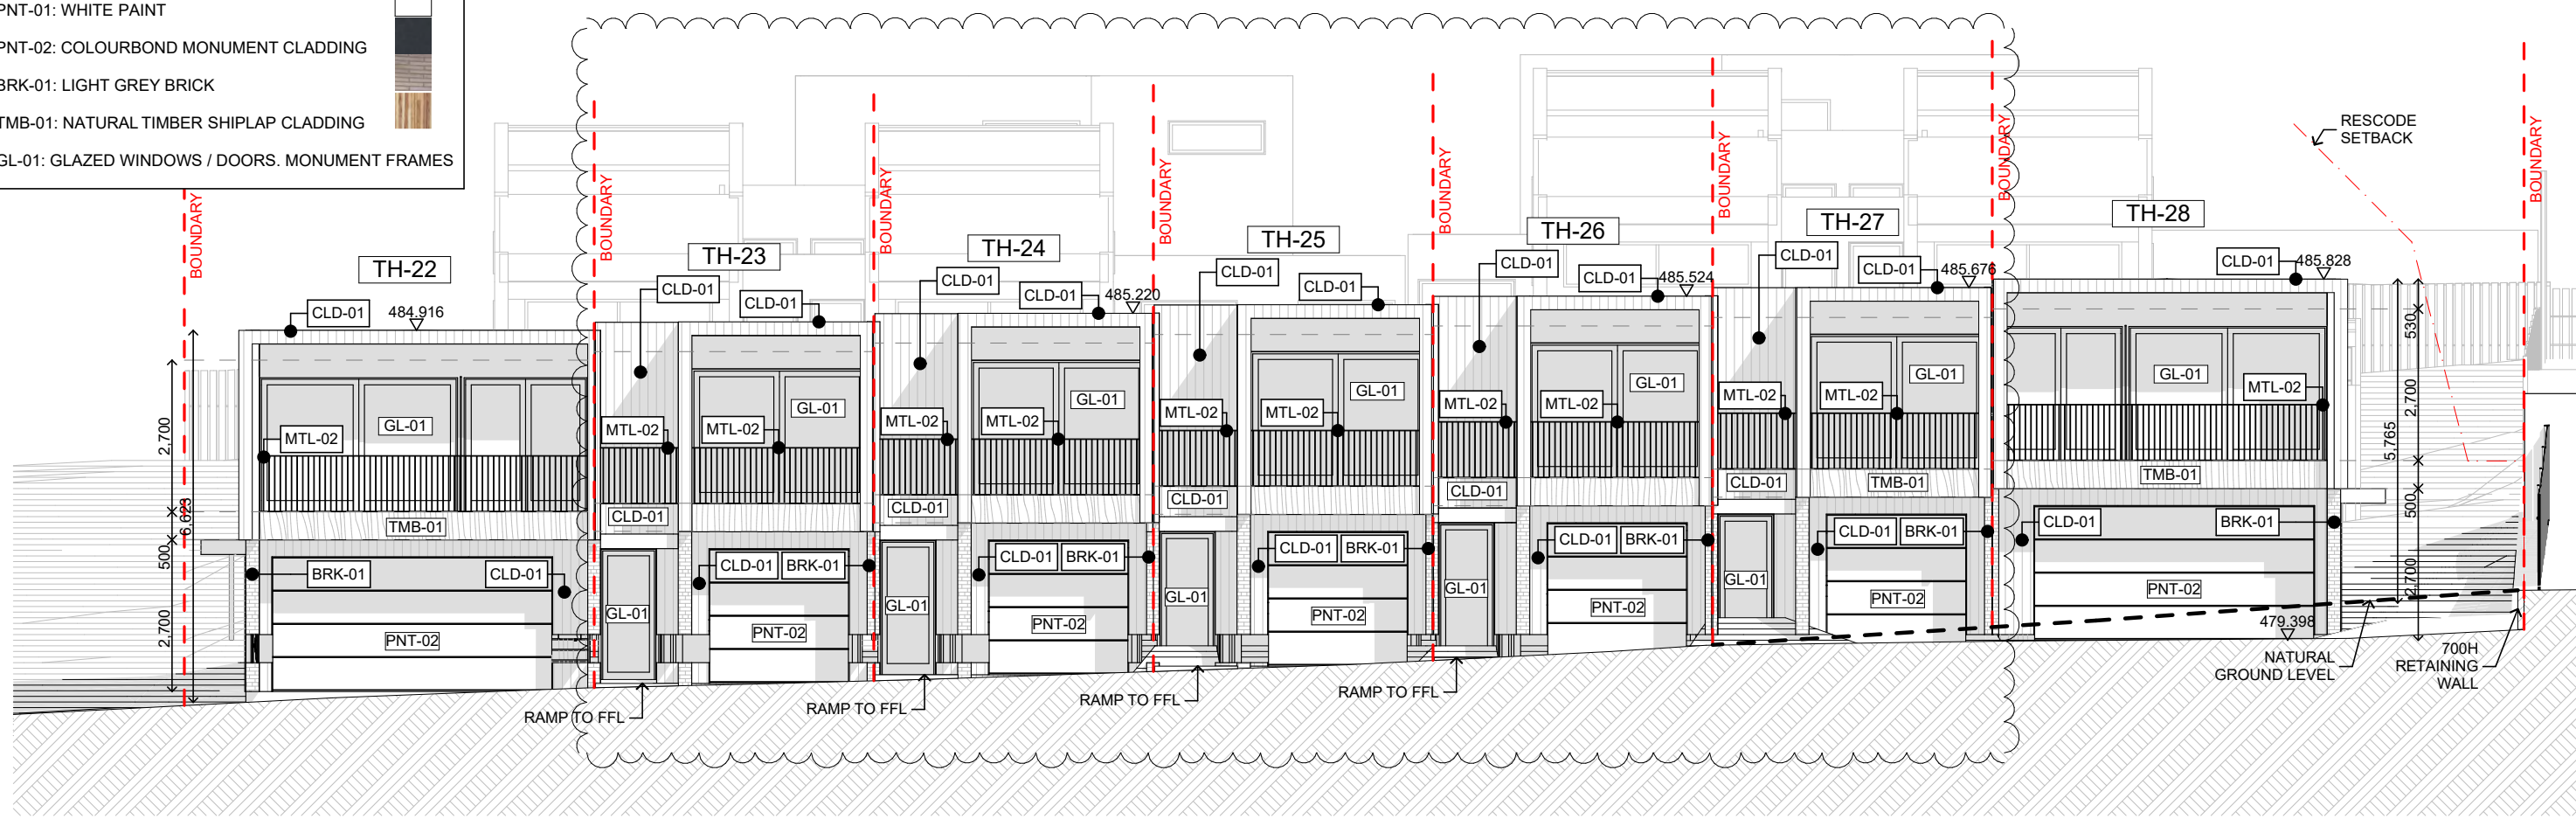 PNT-01: WHITE PAINT
PNT-02: COLOURBOND MONUMENT CLADDING
BRK-01: LIGHT GREY BRICK
TMB-01: NATURAL TIMBER SHIPLAP CLADDING
GL-01: GLAZED WINDOWS / DOORS. MONUMENT FRAMES
BOUNDARY
BOUNDARY
BOUNDARY
BOUNDARY
BOUNDARY
BOUNDARY
BOUNDARY
BOUNDARY
RESCODE
SETBACK
TH-22
TH-23
TH-24
TH-25
TH-26
TH-27
TH-28
CLD-01
484.916
CLD-01
CLD-01
CLD-01
CLD-01
485.220
CLD-01
CLD-01
CLD-01
CLD-01
485.524
CLD-01
CLD-01
485.676
CLD-01
485.828
GL-01
GL-01
GL-01
GL-01
GL-01
GL-01
GL-01
MTL-02
MTL-02
MTL-02
MTL-02
MTL-02
MTL-02
MTL-02
MTL-02
MTL-02
MTL-02
MTL-02
MTL-02
TMB-01
CLD-01
CLD-01
CLD-01
CLD-01
CLD-01
TMB-01
TMB-01
BRK-01
CLD-01
CLD-01
BRK-01
CLD-01
BRK-01
CLD-01
BRK-01
CLD-01
BRK-01
CLD-01
BRK-01
CLD-01
BRK-01
GL-01
GL-01
GL-01
GL-01
GL-01
PNT-02
PNT-02
PNT-02
PNT-02
PNT-02
PNT-02
PNT-02
2,700
500
2,700
530
2,700
5,765
500
2,700
479.398
RAMP TO FFL
RAMP TO FFL
RAMP TO FFL
RAMP TO FFL
NATURAL
GROUND LEVEL
700H
RETAINING
WALL